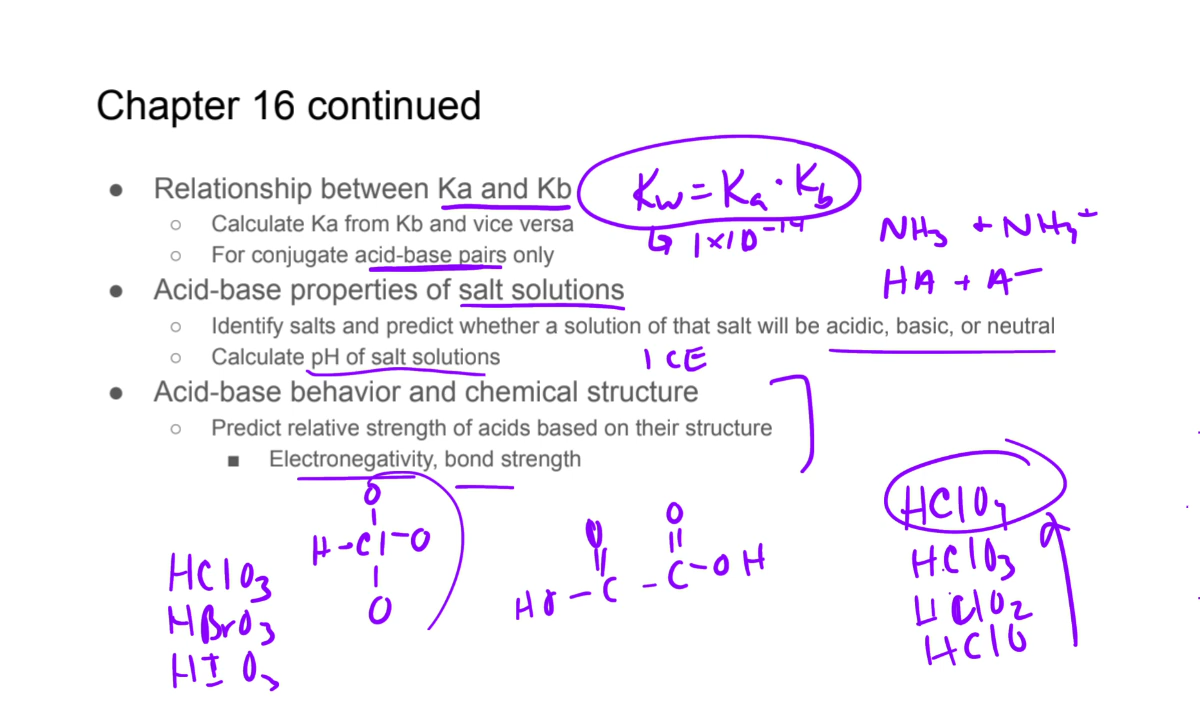 Chapter 16 continued
● Relationship between Ka and Kb
Kw = Ka · Kb
○ Calculate Ka from Kb and vice versa
↳ 1×10⁻¹⁴
NH₃ + NH₄⁺
○ For conjugate acid-base pairs only
HA + A⁻
● Acid-base properties of salt solutions
○ Identify salts and predict whether a solution of that salt will be acidic, basic, or neutral
○ Calculate pH of salt solutions
ICE
● Acid-base behavior and chemical structure
○ Predict relative strength of acids based on their structure
■ Electronegativity, bond strength
O
H-Cl-O
O
HClO₃
HBrO₃
HIO₃
O O
HO-C-C-OH
HClO₄
HClO₃
HClO₂
HClO